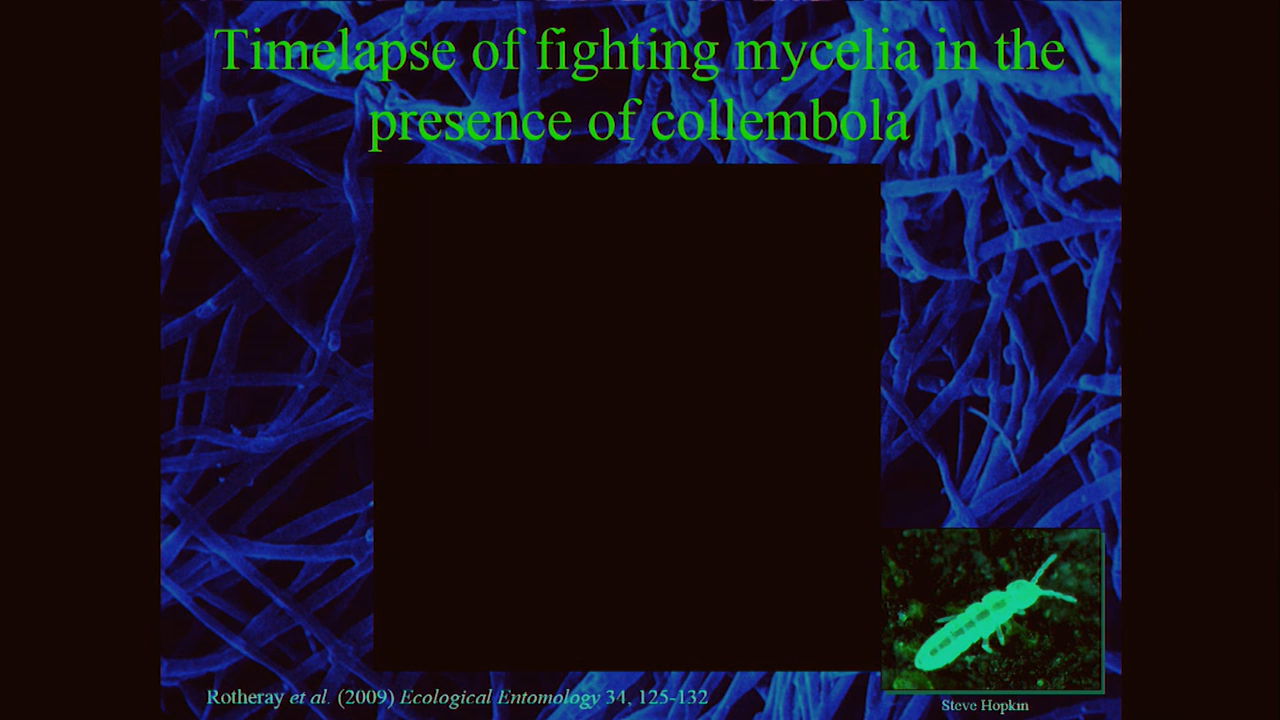 Timelapse of fighting mycelia in the
presence of collembola
Rotheray et al. (2009) Ecological Entomology 34, 125-132
Steve Hopkin